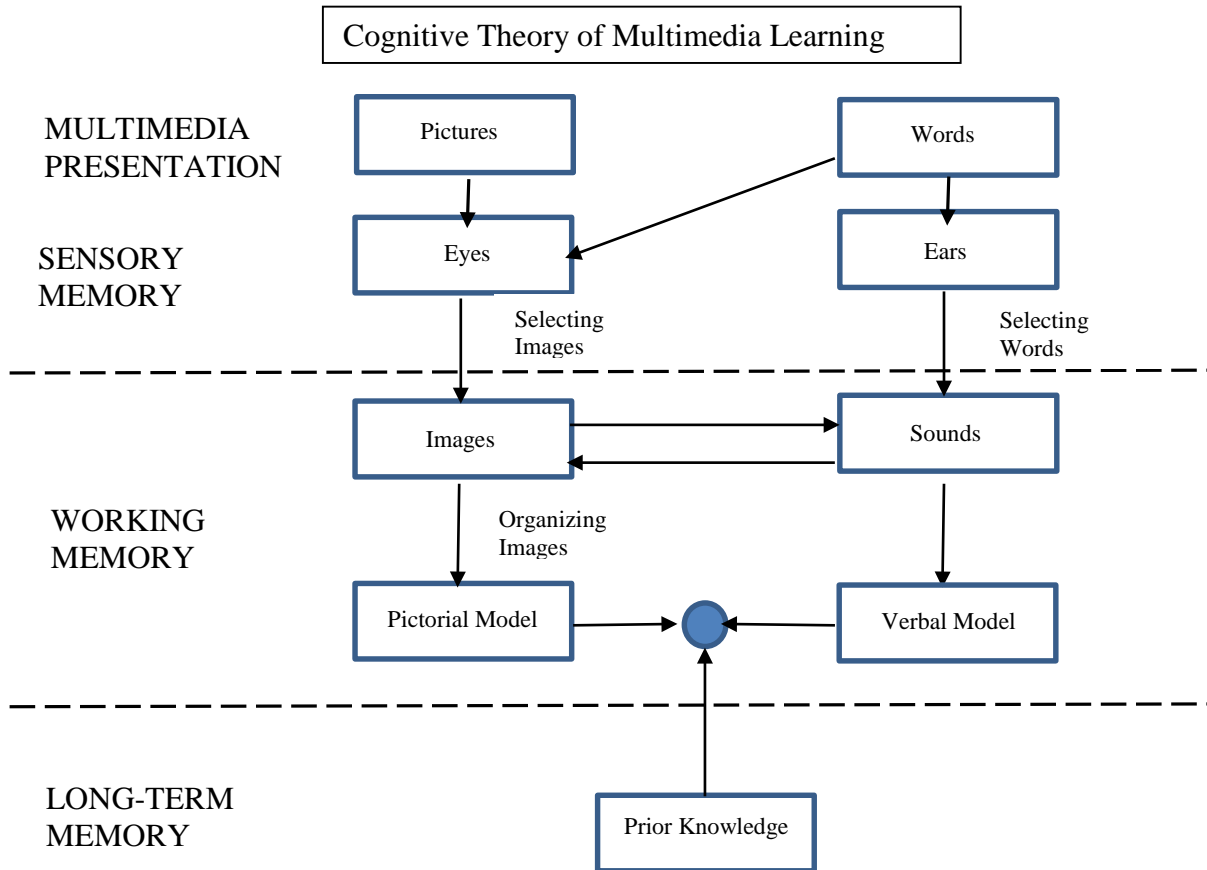 Cognitive Theory of Multimedia Learning
MULTIMEDIA
PRESENTATION
Pictures
Words
SENSORY
MEMORY
Eyes
Ears
Selecting
Images
Selecting
Words
Images
Sounds
WORKING
MEMORY
Organizing
Images
Pictorial Model
Verbal Model
LONG-TERM
MEMORY
Prior Knowledge